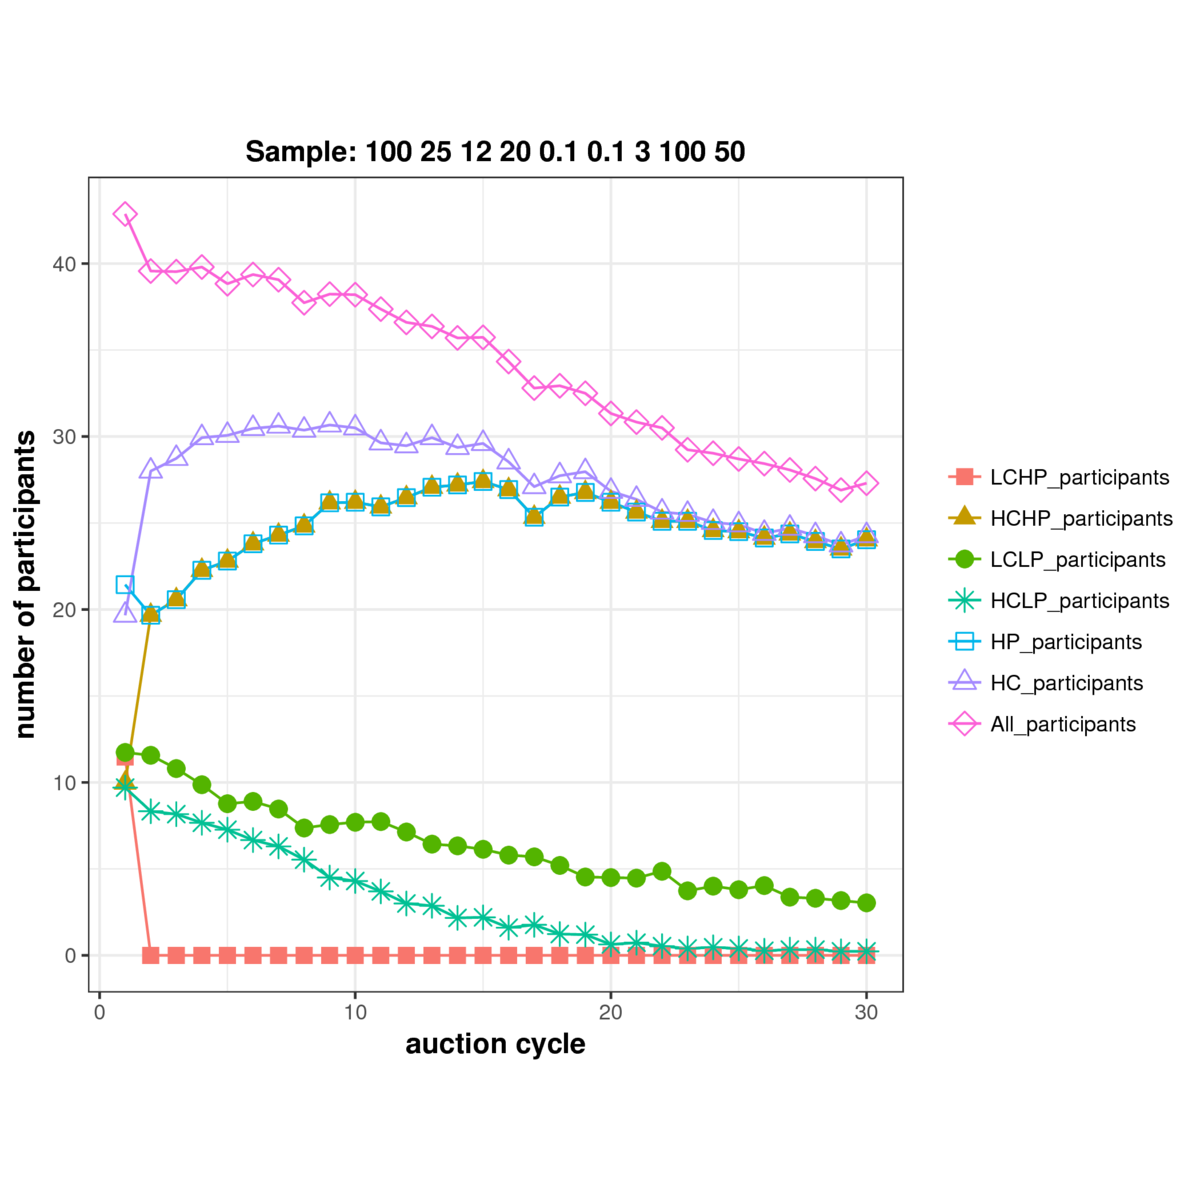 Sample: 100 25 12 20 0.1 0.1 3 100 50
number of participants
40
30
20
10
0
0 10 20 30
auction cycle
LCHP_participants
HCHP_participants
LCLP_participants
HCLP_participants
HP_participants
HC_participants
All_participants